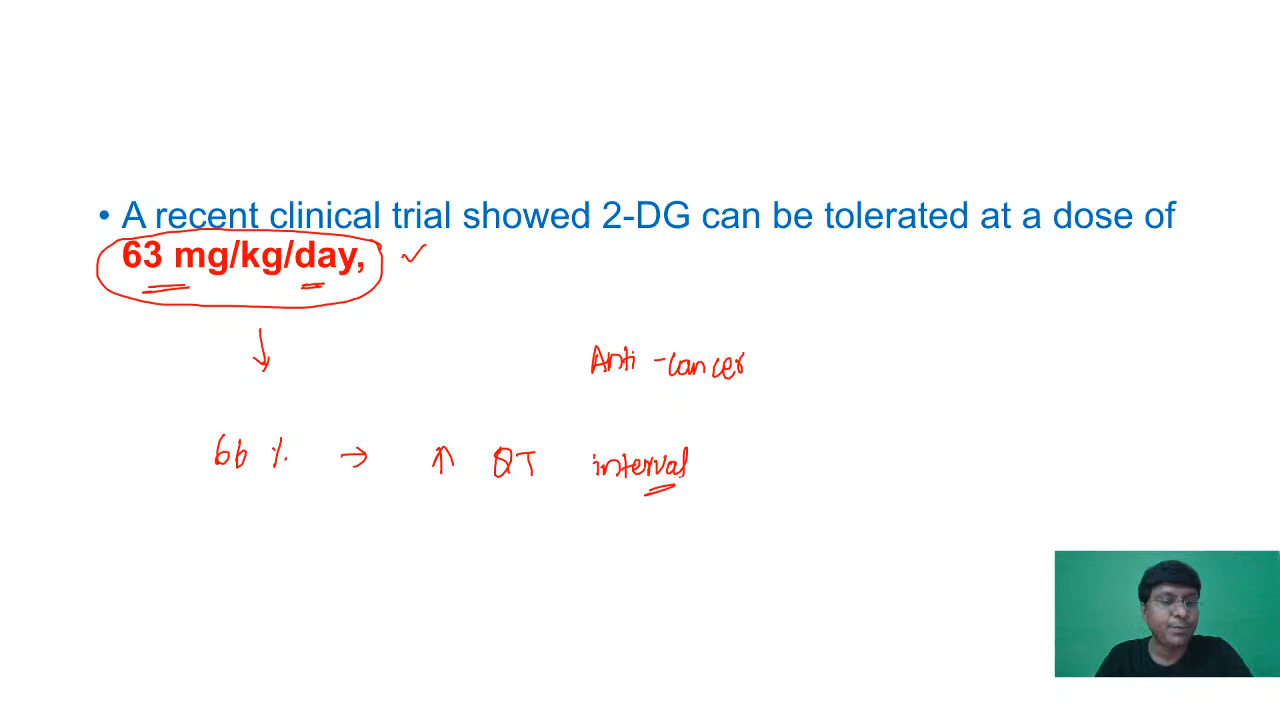 • A recent clinical trial showed 2-DG can be tolerated at a dose of
63 mg/kg/day,
Anti-cancer
66 % → ↑ QT interval